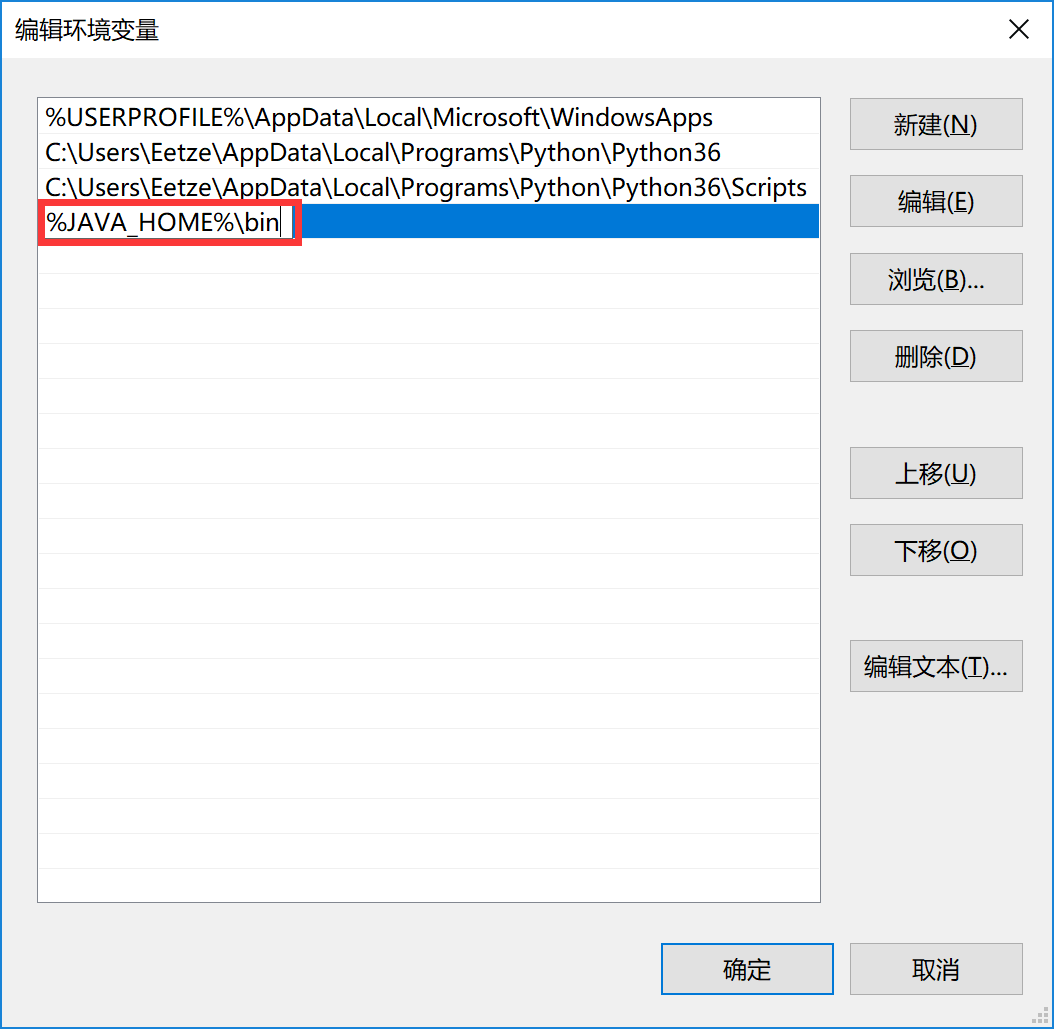 编辑环境变量
%USERPROFILE%\AppData\Local\Microsoft\WindowsApps
C:\Users\Eetze\AppData\Local\Programs\Python\Python36
C:\Users\Eetze\AppData\Local\Programs\Python\Python36\Scripts
%JAVA_HOME%\bin
新建(N)
编辑(E)
浏览(B)...
删除(D)
上移(U)
下移(O)
编辑文本(T)...
确定
取消